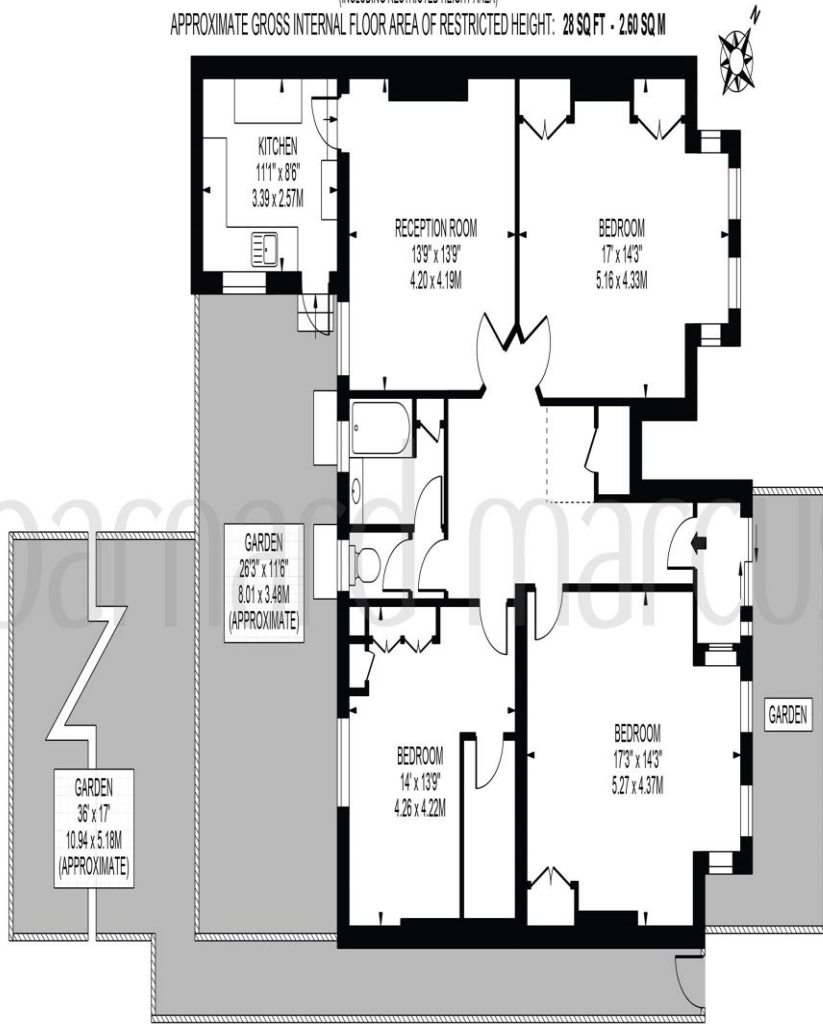 (INCLUDING RESTRICTED HEIGHT AREA)
APPROXIMATE GROSS INTERNAL FLOOR AREA OF RESTRICTED HEIGHT: 28 SQ FT - 2.60 SQ M
N
KITCHEN
11'1" x 8'6"
3.39 x 2.57M
RECEPTION ROOM
13'9" x 13'9"
4.20 x 4.19M
BEDROOM
17' x 14'3"
5.16 x 4.33M
GARDEN
26'3" x 11'6"
8.01 x 3.48M
(APPROXIMATE)
barnard marcus
GARDEN
BEDROOM
17'3" x 14'3"
5.27 x 4.37M
BEDROOM
14' x 13'9"
4.26 x 4.22M
GARDEN
36' x 17'
10.94 x 5.18M
(APPROXIMATE)